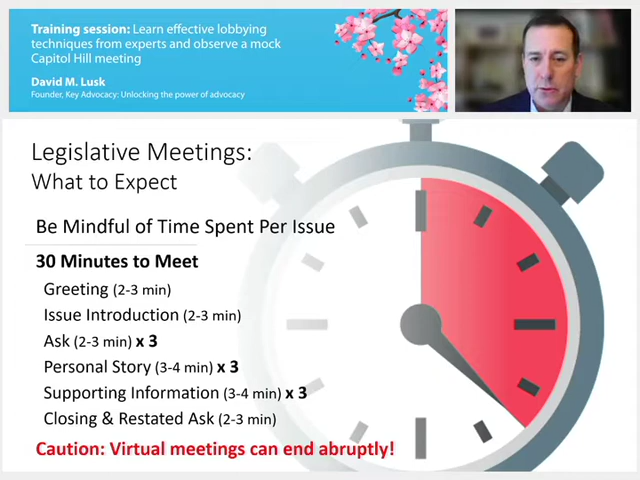 Training session: Learn effective lobbying
techniques from experts and observe a mock
Capitol Hill meeting
David M. Lusk
Founder, Key Advocacy: Unlocking the power of advocacy
Legislative Meetings:
What to Expect
Be Mindful of Time Spent Per Issue
30 Minutes to Meet
Greeting (2-3 min)
Issue Introduction (2-3 min)
Ask (2-3 min) x 3
Personal Story (3-4 min) x 3
Supporting Information (3-4 min) x 3
Closing & Restated Ask (2-3 min)
Caution: Virtual meetings can end abruptly!